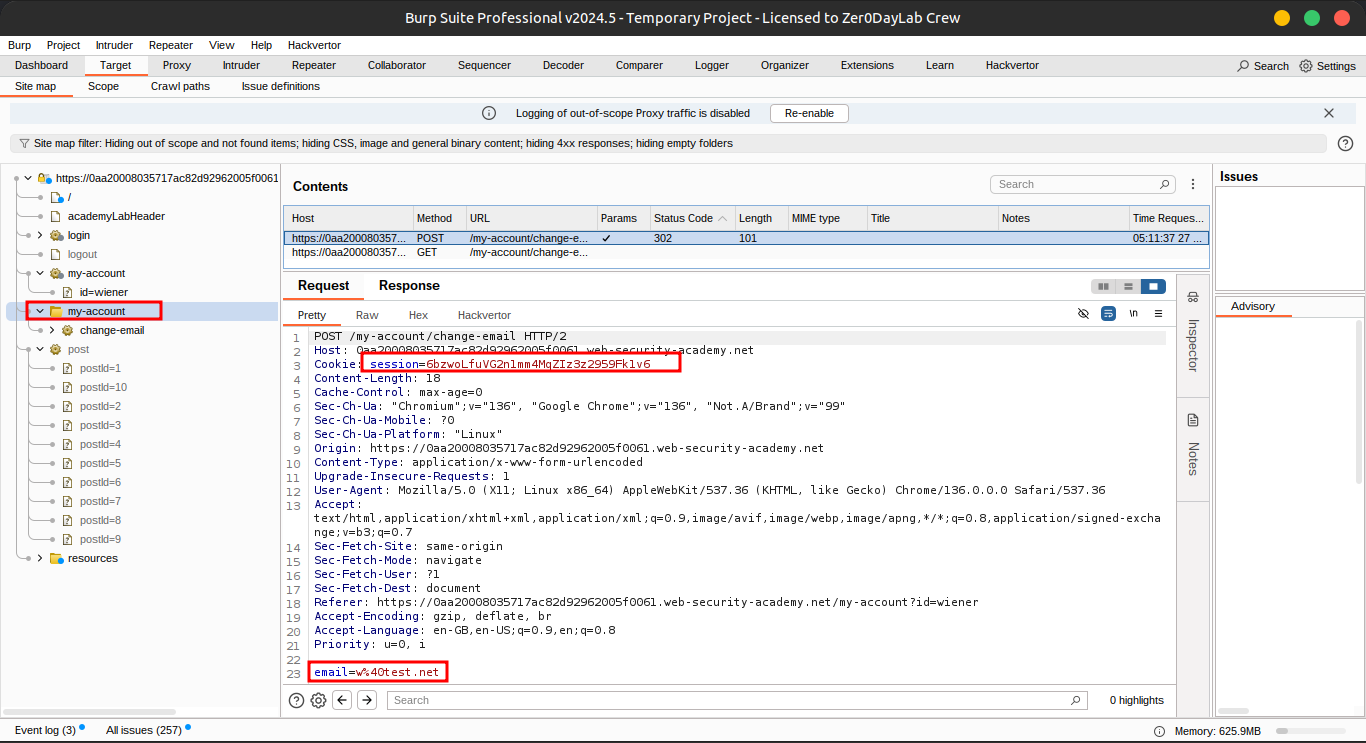 Burp Suite Professional v2024.5 - Temporary Project - Licensed to Zer0DayLab Crew
Burp Project Intruder Repeater View Help Hackvertor
Dashboard Target Proxy Intruder Repeater Collaborator Sequencer Decoder Comparer Logger Organizer Extensions Learn Hackvertor Search Settings
Site map Scope Crawl paths Issue definitions
Logging of out-of-scope Proxy traffic is disabled Re-enable
Site map filter: Hiding out of scope and not found items; hiding CSS, image and general binary content; hiding 4xx responses; hiding empty folders
https://0aa20008035717ac82d92962005f0061
/
academyLabHeader
login
logout
my-account
id=wiener
my-account
change-email
post
postId=1
postId=10
postId=2
postId=3
postId=4
postId=5
postId=6
postId=7
postId=8
postId=9
resources
Contents
Search
Host Method URL Params Status Code Length MIME type Title Notes Time Reques...
https://0aa200080357... POST /my-account/change-e... ✓ 302 101 05:11:37 27 ...
https://0aa200080357... GET /my-account/change-e...
Request Response
Pretty Raw Hex Hackvertor
\n
1 POST /my-account/change-email HTTP/2
2 Host: 0aa20008035717ac82d92962005f0061.web-security-academy.net
3 Cookie: session=6bzwoLfuVG2n1mm4MqZIz3z2959Fk1v6
4 Content-Length: 18
5 Cache-Control: max-age=0
6 Sec-Ch-Ua: "Chromium";v="136", "Google Chrome";v="136", "Not.A/Brand";v="99"
7 Sec-Ch-Ua-Mobile: ?0
8 Sec-Ch-Ua-Platform: "Linux"
9 Origin: https://0aa20008035717ac82d92962005f0061.web-security-academy.net
10 Content-Type: application/x-www-form-urlencoded
11 Upgrade-Insecure-Requests: 1
12 User-Agent: Mozilla/5.0 (X11; Linux x86_64) AppleWebKit/537.36 (KHTML, like Gecko) Chrome/136.0.0.0 Safari/537.36
13 Accept:
text/html,application/xhtml+xml,application/xml;q=0.9,image/avif,image/webp,image/apng,*/*;q=0.8,application/signed-excha
nge;v=b3;q=0.7
14 Sec-Fetch-Site: same-origin
15 Sec-Fetch-Mode: navigate
16 Sec-Fetch-User: ?1
17 Sec-Fetch-Dest: document
18 Referer: https://0aa20008035717ac82d92962005f0061.web-security-academy.net/my-account?id=wiener
19 Accept-Encoding: gzip, deflate, br
20 Accept-Language: en-GB,en-US;q=0.9,en;q=0.8
21 Priority: u=0, i
22
23 email=w%40test.net
Search 0 highlights
Inspector
Notes
Issues
Advisory
Event log (3) All issues (257) Memory: 625.9MB